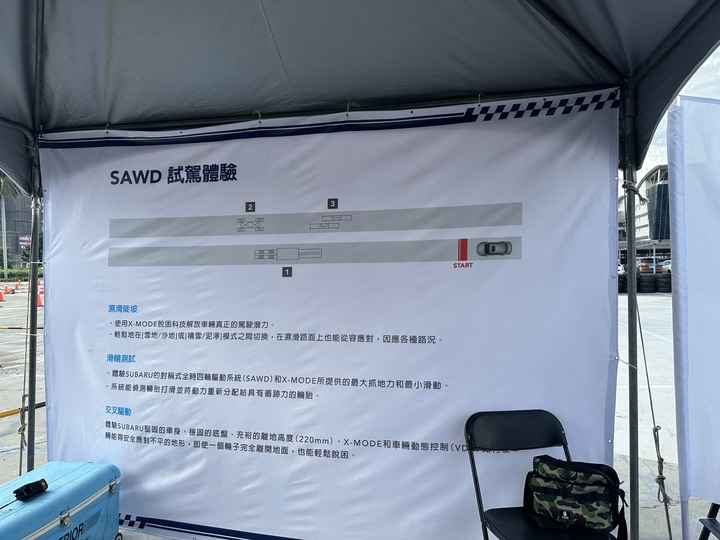 SAWD 試駕體驗
2
3
1
START
濕滑陡坡
．使用X-MODE脫困科技解放車輛真正的駕駛潛力。
．輕鬆地在[雪地/沙地]或[積雪/泥濘]模式之間切換，在濕滑路面上也能從容應對，因應各種路況。
滑輪測試
．體驗SUBARU的對稱式全時四輪驅動系統(SAWD)和X-MODE所提供的最大抓地力和最小滑動。
．系統能偵測輪胎打滑並將動力重新分配給具有循跡力的輪胎。
交叉驅動
體驗SUBARU堅固的車身、穩固的底盤、充裕的離地高度(220mm)、X-MODE和車輛動態控制(VD
輛能夠安全應對不平的地形，即使一個輪子完全離開地面，也能輕鬆脫困。